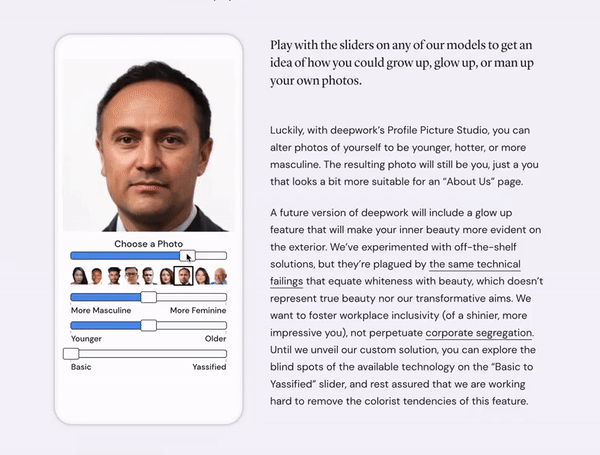 Play with the sliders on any of our models to get an
idea of how you could grow up, glow up, or man up
your own photos.
Luckily, with deepwork's Profile Picture Studio, you can
alter photos of yourself to be younger, hotter, or more
masculine. The resulting photo will still be you, just a you
that looks a bit more suitable for an “About Us” page.
A future version of deepwork will include a glow up
feature that will make your inner beauty more evident on
the exterior. We've experimented with off-the-shelf
solutions, but they're plagued by the same technical
failings that equate whiteness with beauty, which doesn't
represent true beauty nor our transformative aims. We
want to foster workplace inclusivity (of a shinier, more
impressive you), not perpetuate corporate segregation.
Until we unveil our custom solution, you can explore the
blind spots of the available technology on the “Basic to
Yassified” slider, and rest assured that we are working
hard to remove the colorist tendencies of this feature.
Choose a Photo
More Masculine More Feminine
Younger Older
Basic Yassified